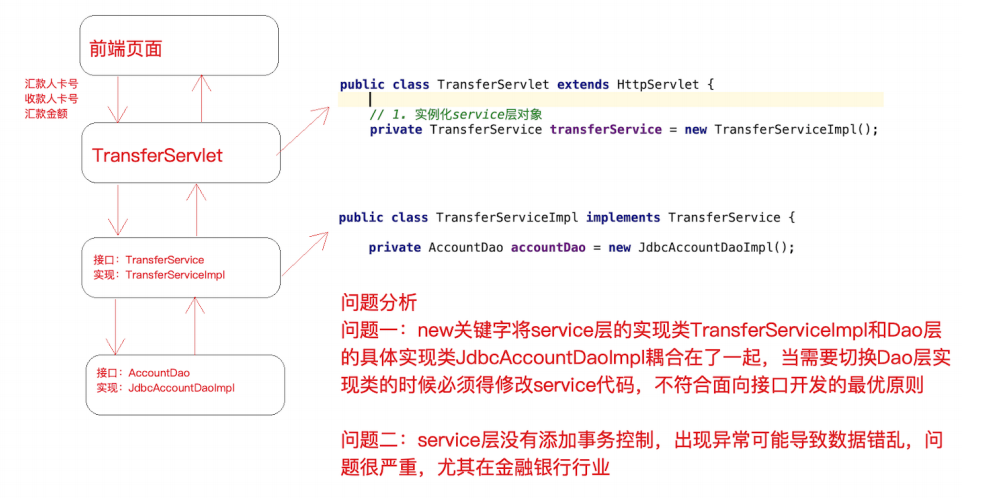 前端页面
汇款人卡号
收款人卡号
汇款金额
TransferServlet
接口：TransferService
实现：TransferServiceImpl
接口：AccountDao
实现：JdbcAccountDaoImpl
public class TransferServlet extends HttpServlet {
// 1. 实例化service层对象
private TransferService transferService = new TransferServiceImpl();
public class TransferServiceImpl implements TransferService {
private AccountDao accountDao = new JdbcAccountDaoImpl();
问题分析
问题一：new关键字将service层的实现类TransferServiceImpl和Dao层
的具体实现类JdbcAccountDaoImpl耦合在了一起，当需要切换Dao层实
现类的时候必须得修改service代码，不符合面向接口开发的最优原则
问题二：service层没有添加事务控制，出现异常可能导致数据错乱，问
题很严重，尤其在金融银行行业